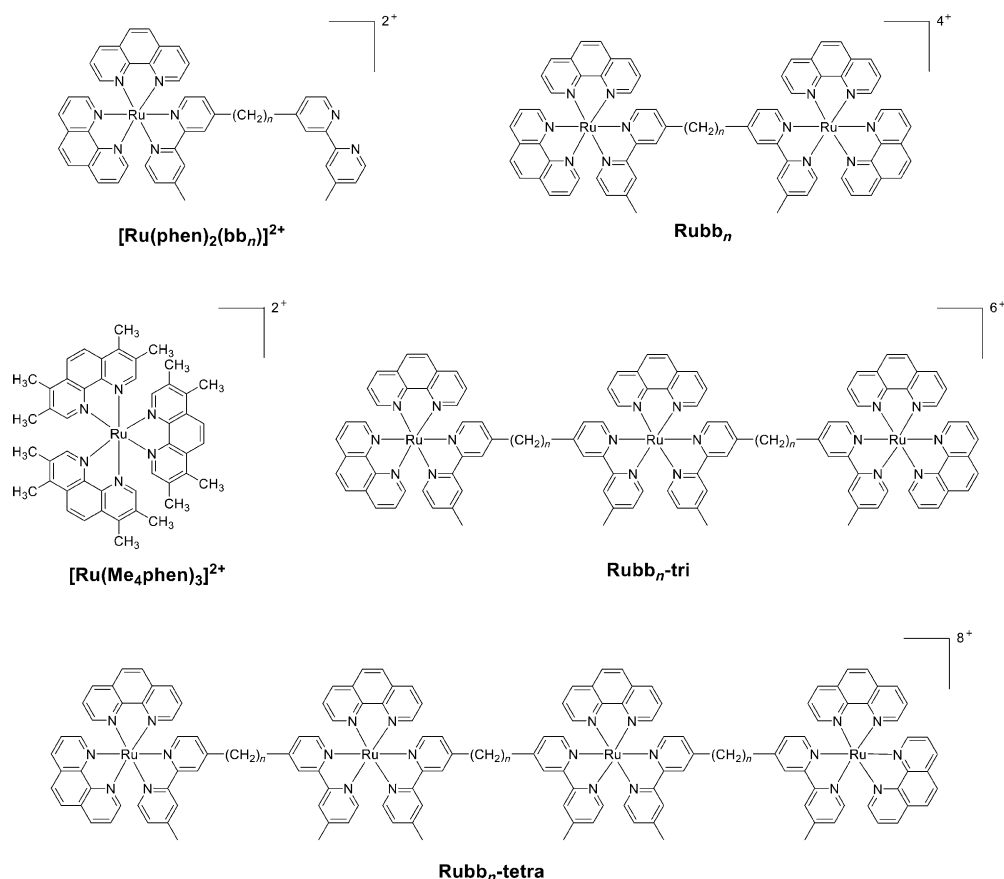 2+
N N
N Ru N (CH2)n N
N N N
[Ru(phen)2(bbn)]2+
4+
N N N N
N Ru N (CH2)n N Ru N
N N N N
Rubbn
2+
CH3
CH3
H3C
H3C CH3
N CH3
N N
Ru
H3C N N
N CH3
H3C CH3
CH3
CH3
[Ru(Me4phen)3]2+
6+
N N N N N N
N Ru N (CH2)n N Ru N (CH2)n N Ru N
N N N N N N
Rubbn-tri
8+
N N N N N N N N
N Ru N (CH2)n N Ru N (CH2)n N Ru N (CH2)n N Ru N
N N N N N N N N
Rubbn-tetra